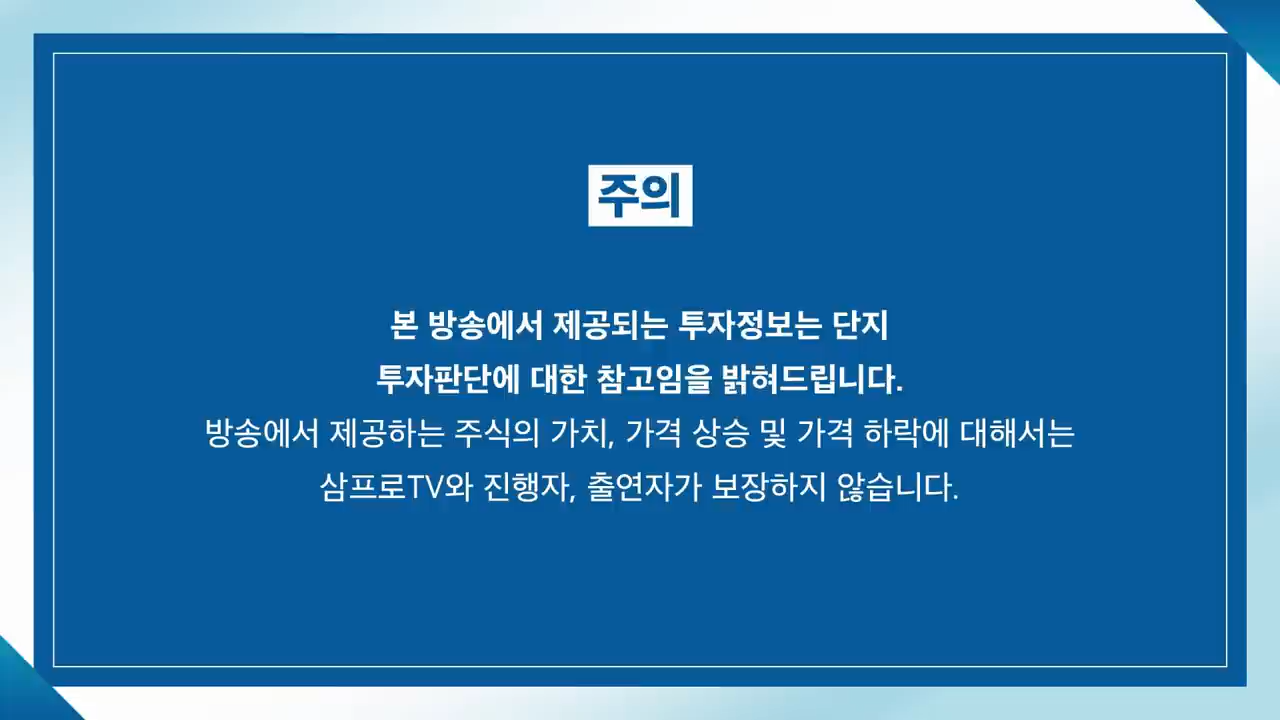 주의
본 방송에서 제공되는 투자정보는 단지
투자판단에 대한 참고임을 밝혀드립니다.
방송에서 제공하는 주식의 가치, 가격 상승 및 가격 하락에 대해서는
삼프로TV와 진행자, 출연자가 보장하지 않습니다.